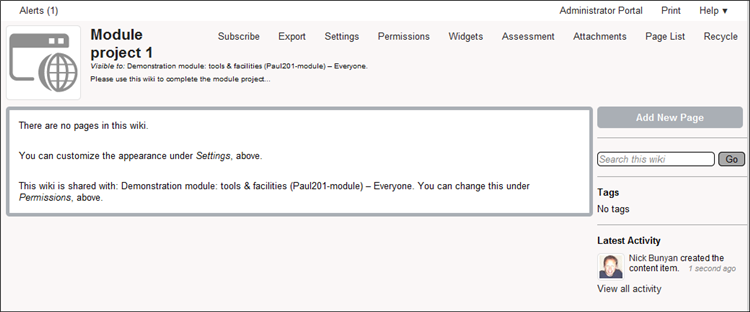 Alerts (1)
Administrator Portal Print Help ▼
Module
project 1
Subscribe Export Settings Permissions Widgets Assessment Attachments Page List Recycle
Visible to: Demonstration module: tools & facilities (Paul201-module) – Everyone.
Please use this wiki to complete the module project...
There are no pages in this wiki.
You can customize the appearance under Settings, above.
This wiki is shared with: Demonstration module: tools & facilities (Paul201-module) – Everyone. You can change this under
Permissions, above.
Add New Page
Search this wiki Go
Tags
No tags
Latest Activity
Nick Bunyan created the
content item. 1 second ago
View all activity